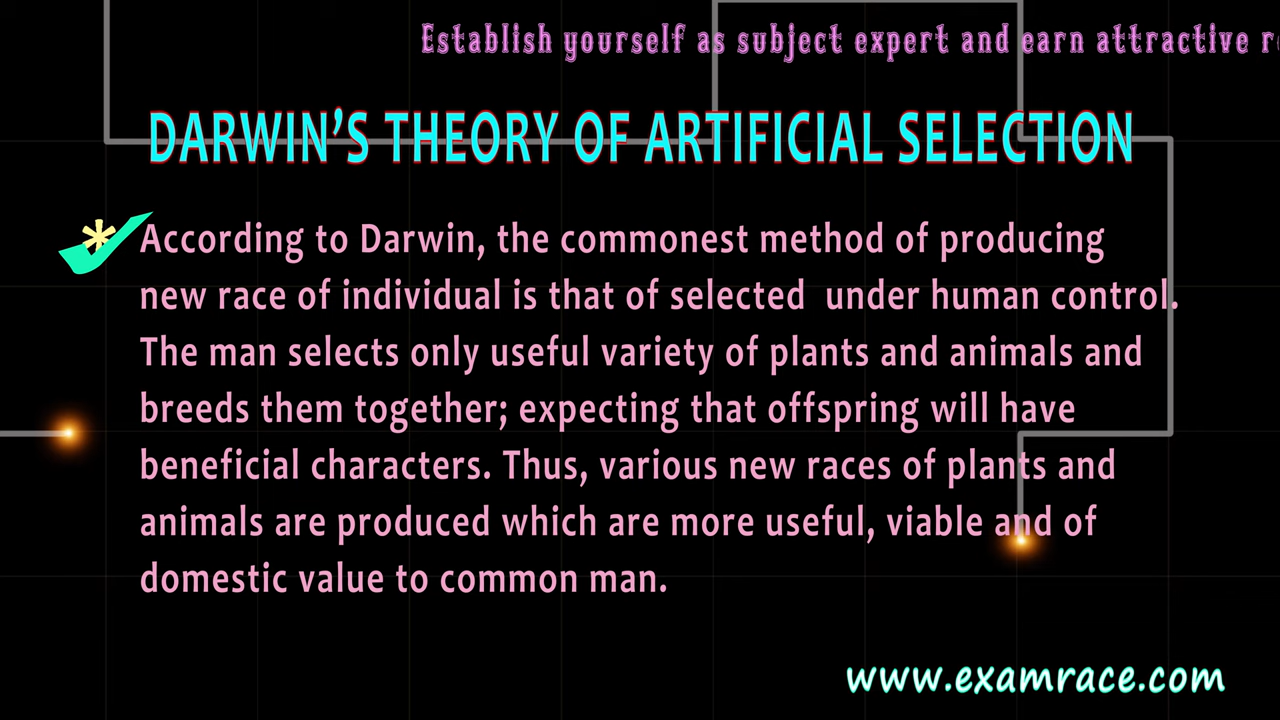 Establish yourself as subject expert and earn attractive
DARWIN'S THEORY OF ARTIFICIAL SELECTION
*According to Darwin, the commonest method of producing
new race of individual is that of selected under human control.
The man selects only useful variety of plants and animals and
breeds them together; expecting that offspring will have
beneficial characters. Thus, various new races of plants and
animals are produced which are more useful, viable and of
domestic value to common man.
www.examrace.com